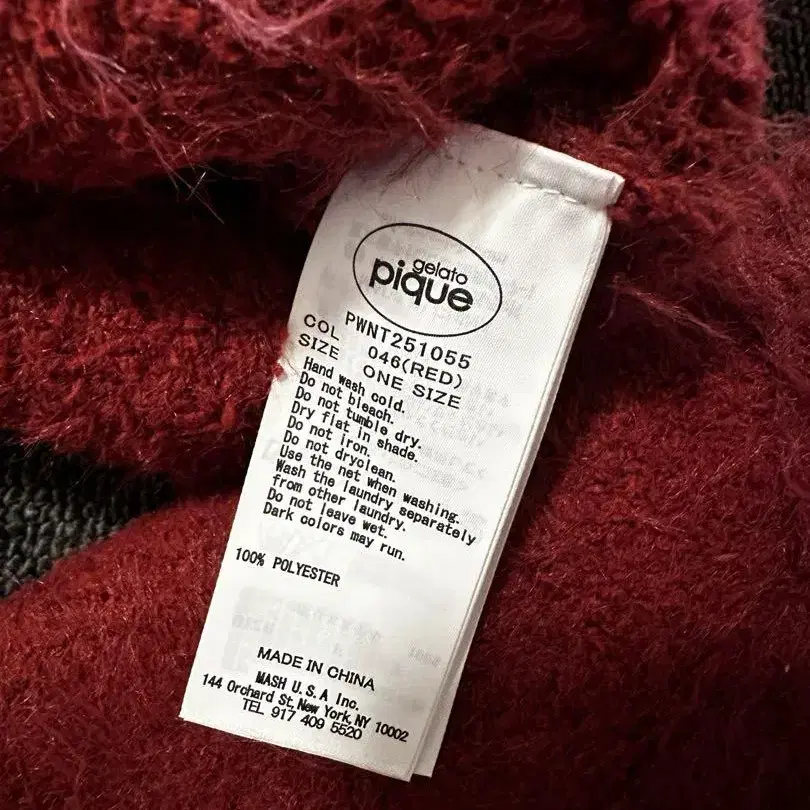 gelato
pique
PWNT251055
COL 046(RED)
SIZE ONE SIZE
Hand wash cold.
Do not bleach.
Do not tumble dry.
Dry flat in shade.
Do not iron.
Do not dryclean.
Use the net when washing.
Wash the laundry separately
from other laundry.
Do not leave wet.
Dark colors may run.
100% POLYESTER
MADE IN CHINA
MASH U.S.A Inc.
144 Orchard St, New York, NY 10002
TEL 917 409 5520